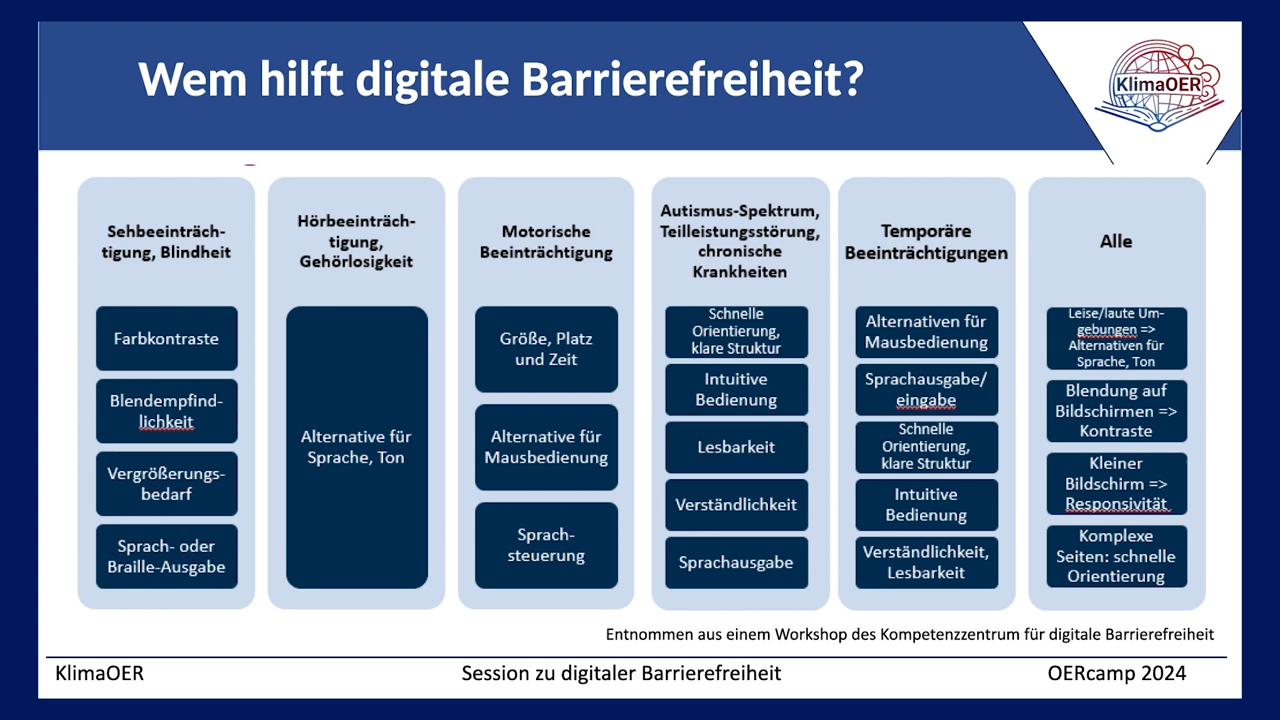 Wem hilft digitale Barrierefreiheit?
KlimaOER
Sehbeeinträch-
tigung, Blindheit
Farbkontraste
Blendempfind-
lichkeit
Vergrößerungs-
bedarf
Sprach- oder
Braille-Ausgabe
Hörbeeinträch-
tigung,
Gehörlosigkeit
Alternative für
Sprache, Ton
Motorische
Beeinträchtigung
Größe, Platz
und Zeit
Alternative für
Mausbedienung
Sprach-
steuerung
Autismus-Spektrum,
Teilleistungsstörung,
chronische
Krankheiten
Schnelle
Orientierung,
klare Struktur
Intuitive
Bedienung
Lesbarkeit
Verständlichkeit
Sprachausgabe
Temporäre
Beeinträchtigungen
Alternativen für
Mausbedienung
Sprachausgabe/
eingabe
Schnelle
Orientierung,
klare Struktur
Intuitive
Bedienung
Verständlichkeit,
Lesbarkeit
Alle
Leise/laute Um-
gebungen =>
Alternativen für
Sprache, Ton
Blendung auf
Bildschirmen =>
Kontraste
Kleiner
Bildschirm =>
Responsivität
Komplexe
Seiten: schnelle
Orientierung
Entnommen aus einem Workshop des Kompetenzzentrum für digitale Barrierefreiheit
KlimaOER
Session zu digitaler Barrierefreiheit
OERcamp 2024